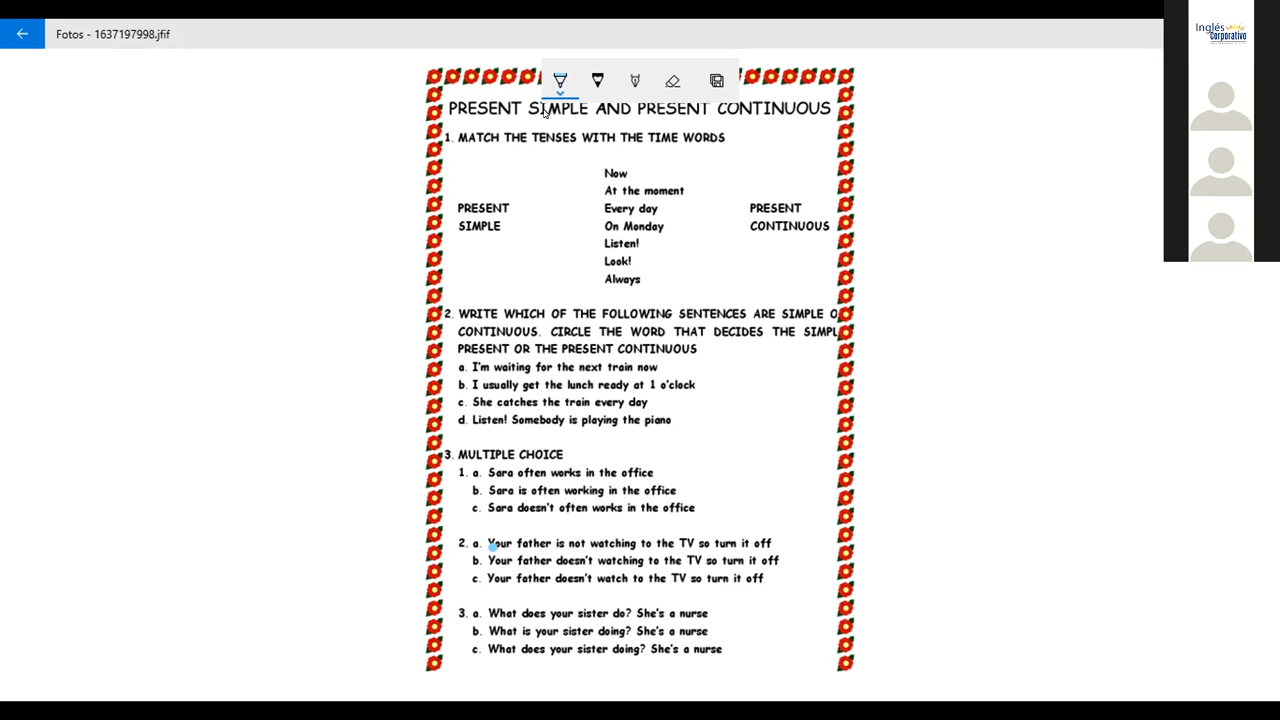 Fotos - 1637197998.jfif
Inglés
Corporativo
PRESENT SIMPLE AND PRESENT CONTINUOUS
1. MATCH THE TENSES WITH THE TIME WORDS
Now
At the moment
PRESENT Every day PRESENT
SIMPLE On Monday CONTINUOUS
Listen!
Look!
Always
2. WRITE WHICH OF THE FOLLOWING SENTENCES ARE SIMPLE O
CONTINUOUS. CIRCLE THE WORD THAT DECIDES THE SIMPL
PRESENT OR THE PRESENT CONTINUOUS
a. I'm waiting for the next train now
b. I usually get the lunch ready at 1 o'clock
c. She catches the train every day
d. Listen! Somebody is playing the piano
3. MULTIPLE CHOICE
1. a. Sara often works in the office
b. Sara is often working in the office
c. Sara doesn't often works in the office
2. a. Your father is not watching to the TV so turn it off
b. Your father doesn't watching to the TV so turn it off
c. Your father doesn't watch to the TV so turn it off
3. a. What does your sister do? She's a nurse
b. What is your sister doing? She's a nurse
c. What does your sister doing? She's a nurse